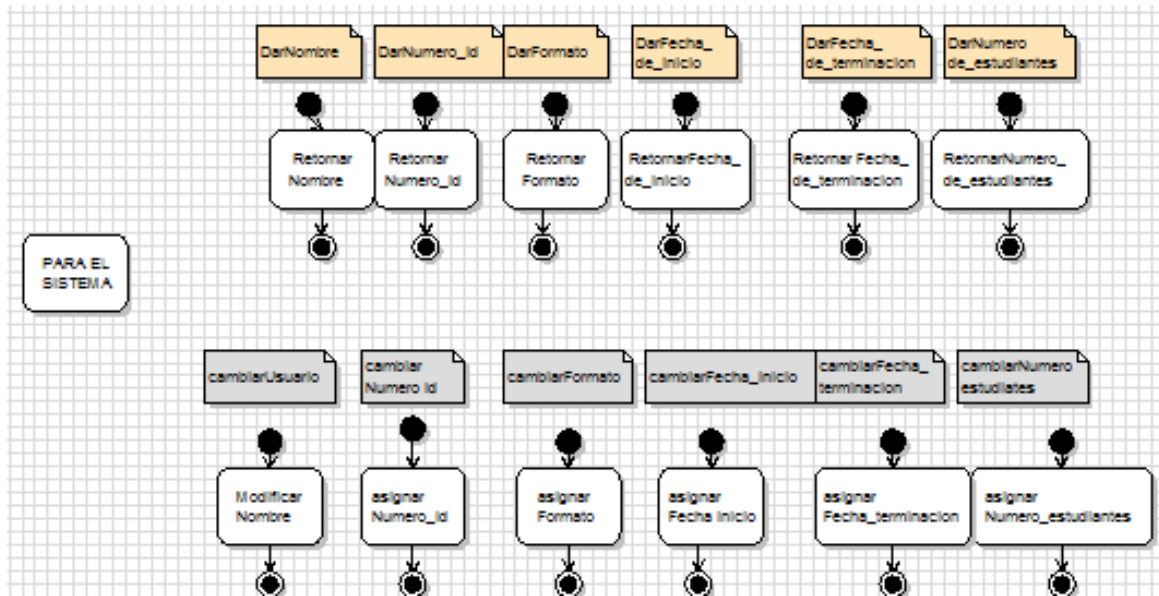 DarNombre
DarNumero_Id
DarFormato
DarFecha_
de_Inicio
DarFecha_
de_terminacion
DarNumero
de_estudiantes
Retornar
Nombre
Retornar
Numero_Id
Retornar
Formato
RetornarFecha_
de_Inicio
Retornar Fecha_
de_terminacion
RetornarNumero_
de_estudiantes
PARA EL
SISTEMA
cambiarUsuario
cambiar
Numero Id
cambiarFormato
cambiarFecha_Inicio
cambiarFecha_
terminacion
cambiarNumero
estudiates
Modificar
Nombre
asignar
Numero_Id
asignar
Formato
asignar
Fecha Inicio
asignar
Fecha_terminacion
asignar
Numero_estudiantes